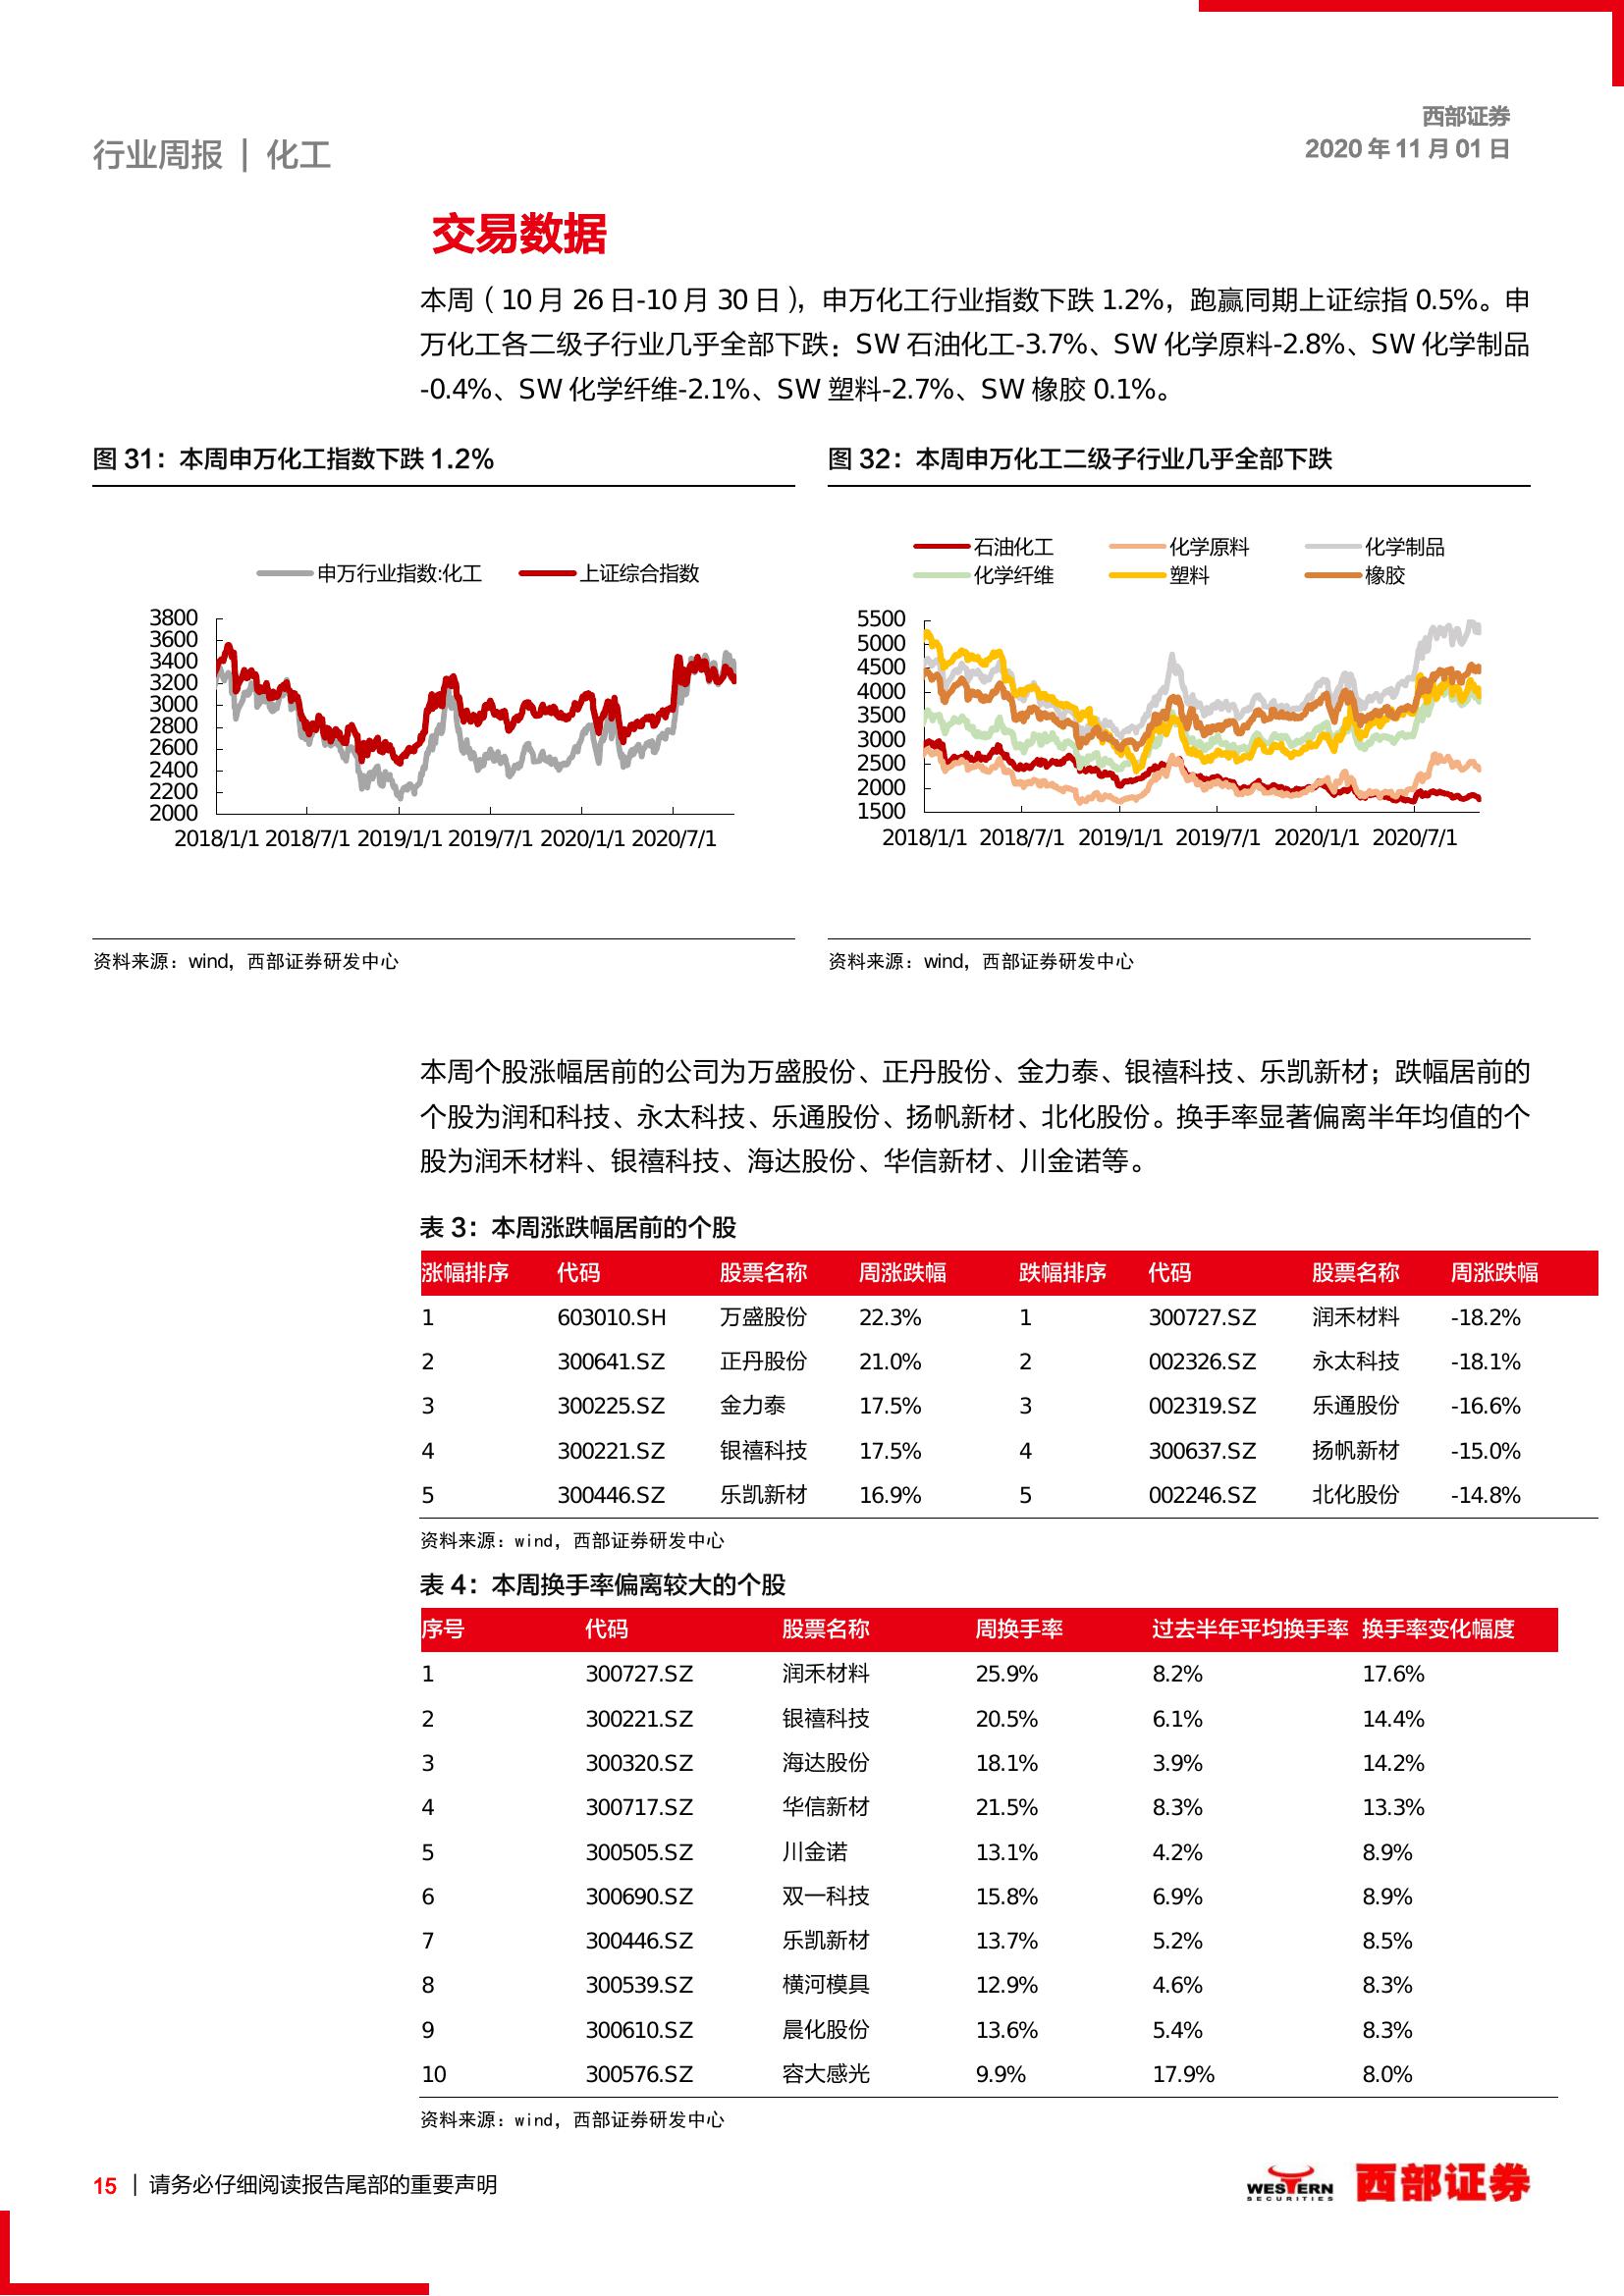 西部证券
2020 年 11 月 01 日
行业周报 | 化工
交易数据
本周（10 月 26 日-10 月 30 日），申万化工行业指数下跌 1.2%，跑赢同期上证综指 0.5%。申
万化工各二级子行业几乎全部下跌：SW 石油化工-3.7%、SW 化学原料-2.8%、SW 化学制品
-0.4%、SW 化学纤维-2.1%、SW 塑料-2.7%、SW 橡胶 0.1%。
图 31：本周申万化工指数下跌 1.2%
申万行业指数:化工 上证综合指数
3800
3600
3400
3200
3000
2800
2600
2400
2200
2000
2018/1/1 2018/7/1 2019/1/1 2019/7/1 2020/1/1 2020/7/1
资料来源：wind，西部证券研发中心
图 32：本周申万化工二级子行业几乎全部下跌
石油化工 化学原料 化学制品
化学纤维 塑料 橡胶
5500
5000
4500
4000
3500
3000
2500
2000
1500
2018/1/1 2018/7/1 2019/1/1 2019/7/1 2020/1/1 2020/7/1
资料来源：wind，西部证券研发中心
本周个股涨幅居前的公司为万盛股份、正丹股份、金力泰、银禧科技、乐凯新材；跌幅居前的
个股为润和科技、永太科技、乐通股份、扬帆新材、北化股份。换手率显著偏离半年均值的个
股为润禾材料、银禧科技、海达股份、华信新材、川金诺等。
表 3：本周涨跌幅居前的个股
涨幅排序 代码 股票名称 周涨跌幅 跌幅排序 代码 股票名称 周涨跌幅
1 603010.SH 万盛股份 22.3% 1 300727.SZ 润禾材料 -18.2%
2 300641.SZ 正丹股份 21.0% 2 002326.SZ 永太科技 -18.1%
3 300225.SZ 金力泰 17.5% 3 002319.SZ 乐通股份 -16.6%
4 300221.SZ 银禧科技 17.5% 4 300637.SZ 扬帆新材 -15.0%
5 300446.SZ 乐凯新材 16.9% 5 002246.SZ 北化股份 -14.8%
资料来源：wind，西部证券研发中心
表 4：本周换手率偏离较大的个股
序号 代码 股票名称 周换手率 过去半年平均换手率 换手率变化幅度
1 300727.SZ 润禾材料 25.9% 8.2% 17.6%
2 300221.SZ 银禧科技 20.5% 6.1% 14.4%
3 300320.SZ 海达股份 18.1% 3.9% 14.2%
4 300717.SZ 华信新材 21.5% 8.3% 13.3%
5 300505.SZ 川金诺 13.1% 4.2% 8.9%
6 300690.SZ 双一科技 15.8% 6.9% 8.9%
7 300446.SZ 乐凯新材 13.7% 5.2% 8.5%
8 300539.SZ 横河模具 12.9% 4.6% 8.3%
9 300610.SZ 晨化股份 13.6% 5.4% 8.3%
10 300576.SZ 容大感光 9.9% 17.9% 8.0%
资料来源：wind，西部证券研发中心
15 | 请务必仔细阅读报告尾部的重要声明
WESTERN
SECURITIES
西部证券